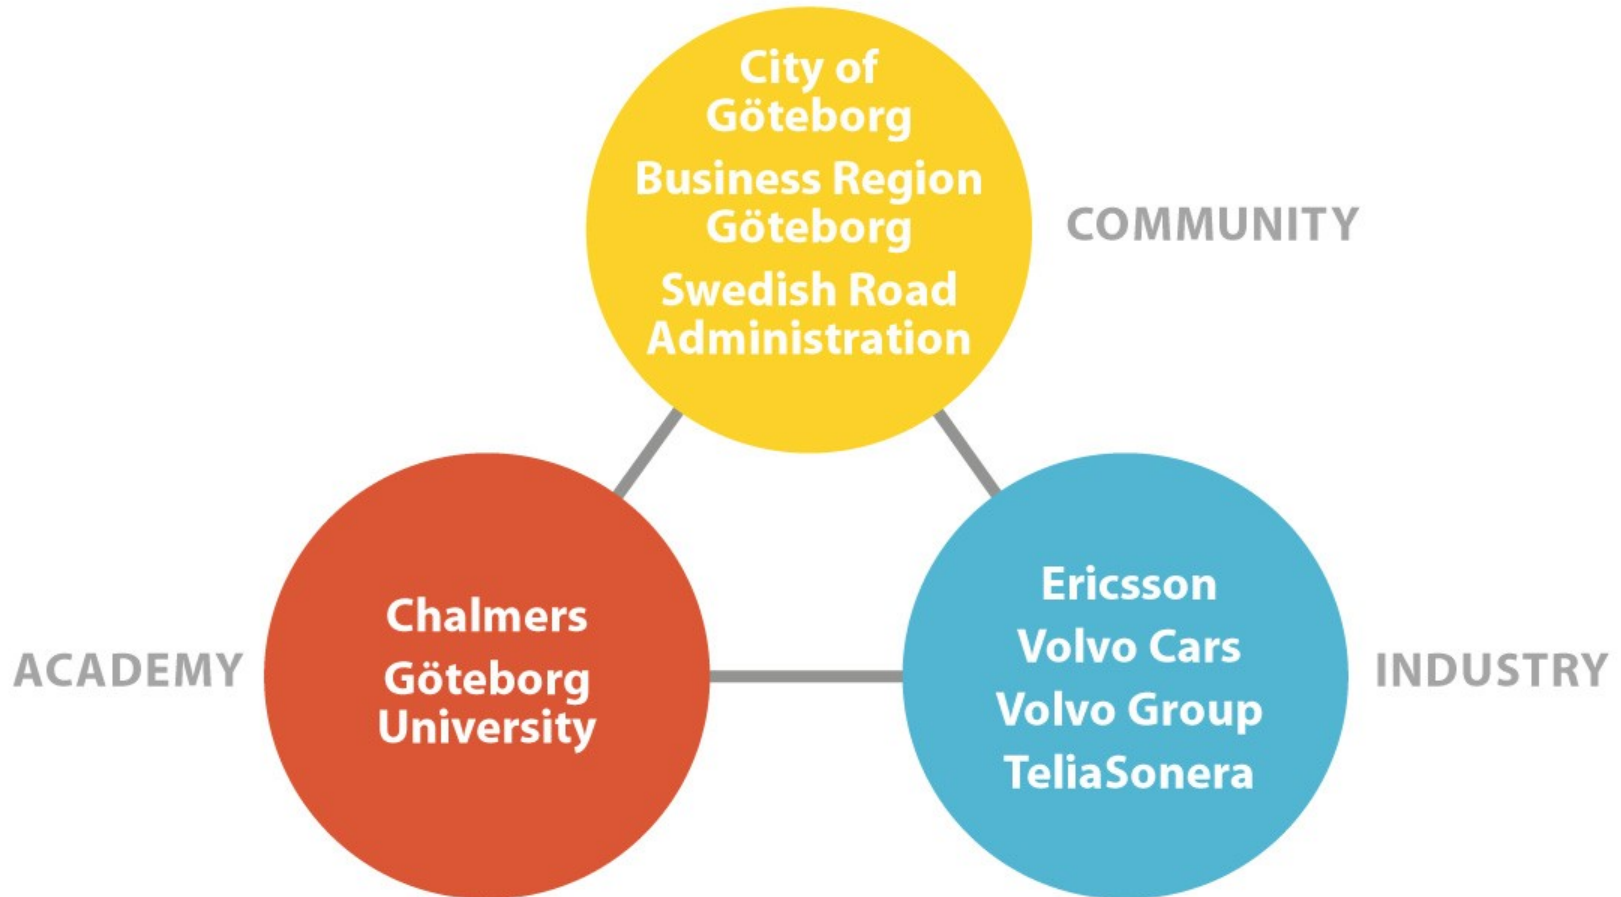 City of
Göteborg
Business Region
Göteborg
Swedish Road
Administration
COMMUNITY
ACADEMY
Chalmers
Göteborg
University
Ericsson
Volvo Cars
Volvo Group
TeliaSonera
INDUSTRY